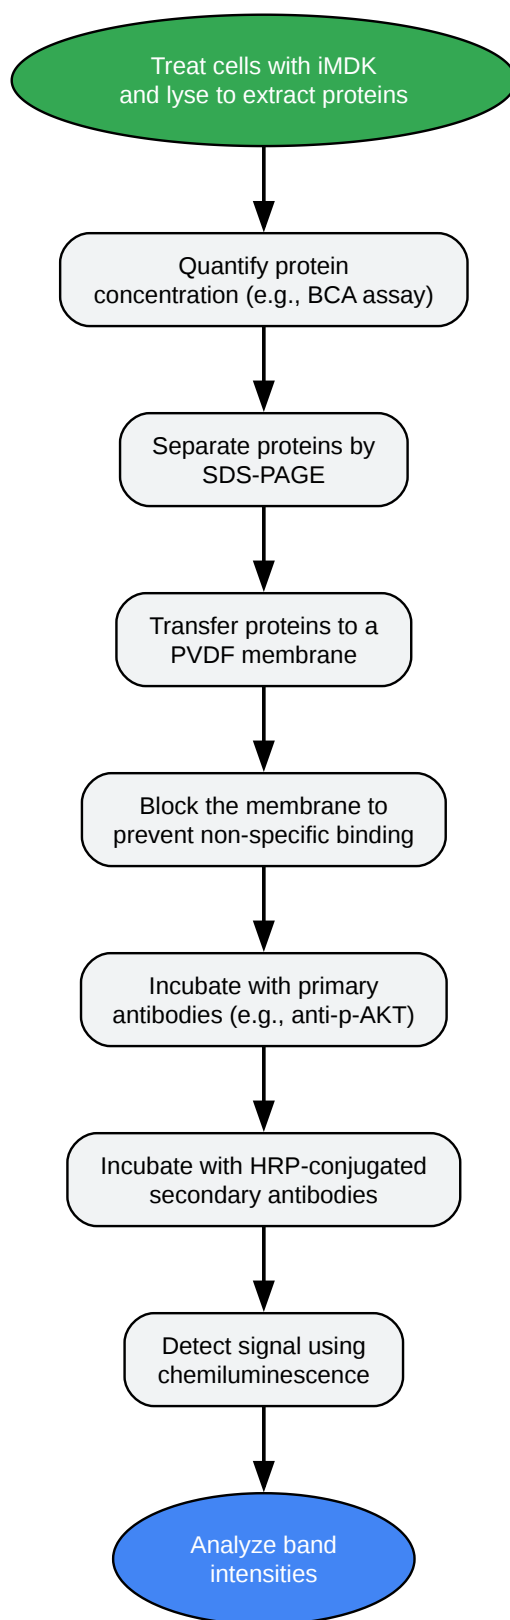 Treat cells with iMDK
and lyse to extract proteins
Quantify protein
concentration (e.g., BCA assay)
Separate proteins by
SDS-PAGE
Transfer proteins to a
PVDF membrane
Block the membrane to
prevent non-specific binding
Incubate with primary
antibodies (e.g., anti-p-AKT)
Incubate with HRP-conjugated
secondary antibodies
Detect signal using
chemiluminescence
Analyze band
intensities